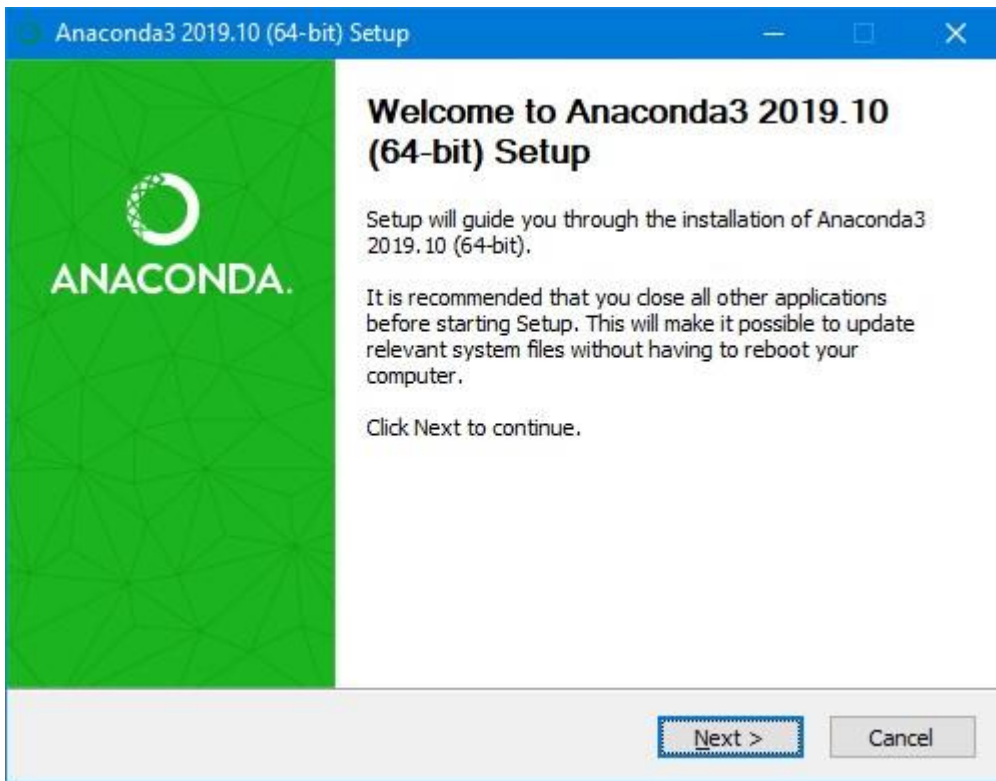 Anaconda3 2019.10 (64-bit) Setup
ANACONDA.
Welcome to Anaconda3 2019.10
(64-bit) Setup
Setup will guide you through the installation of Anaconda3
2019.10 (64-bit).
It is recommended that you close all other applications
before starting Setup. This will make it possible to update
relevant system files without having to reboot your
computer.
Click Next to continue.
Next >
Cancel